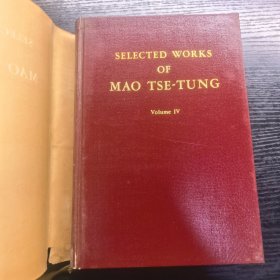 SELECTED WORKS
OF
MAO TSE-TUNG
Volume IV